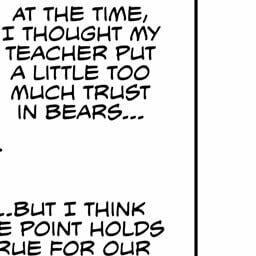 AT THE TIME,
I THOUGHT MY
TEACHER PUT
A LITTLE TOO
MUCH TRUST
IN BEARS...
..BUT I THINK
POINT HOLDS
FOR OUR